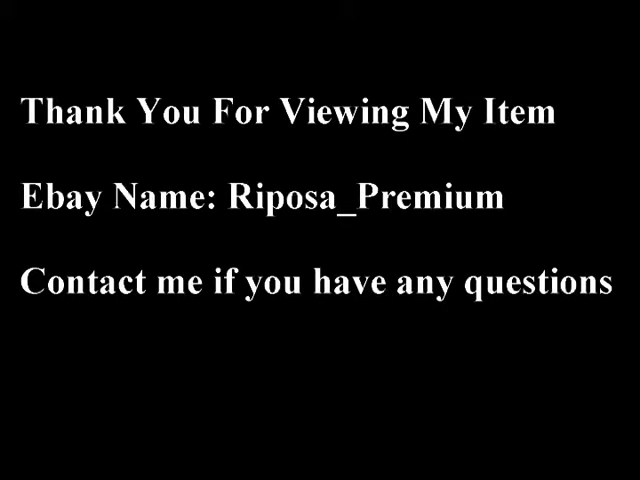 Thank You For Viewing My Item
Ebay Name: Riposa_Premium
Contact me if you have any questions